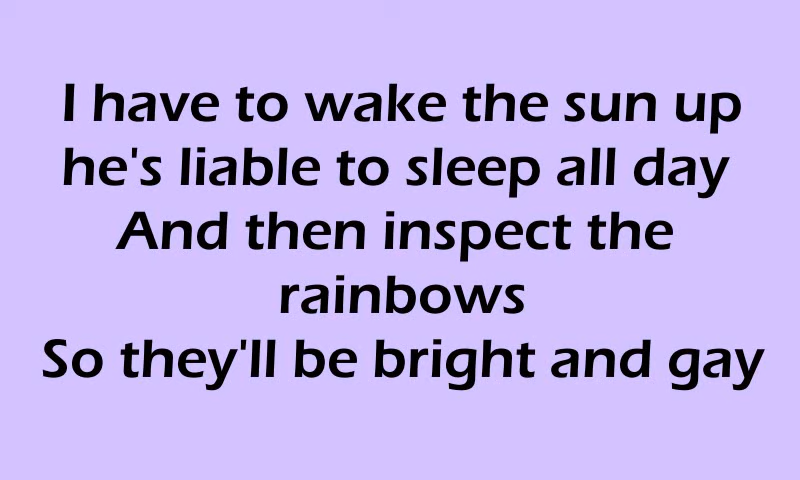 I have to wake the sun up
he's liable to sleep all day
And then inspect the
rainbows
So they'll be bright and gay